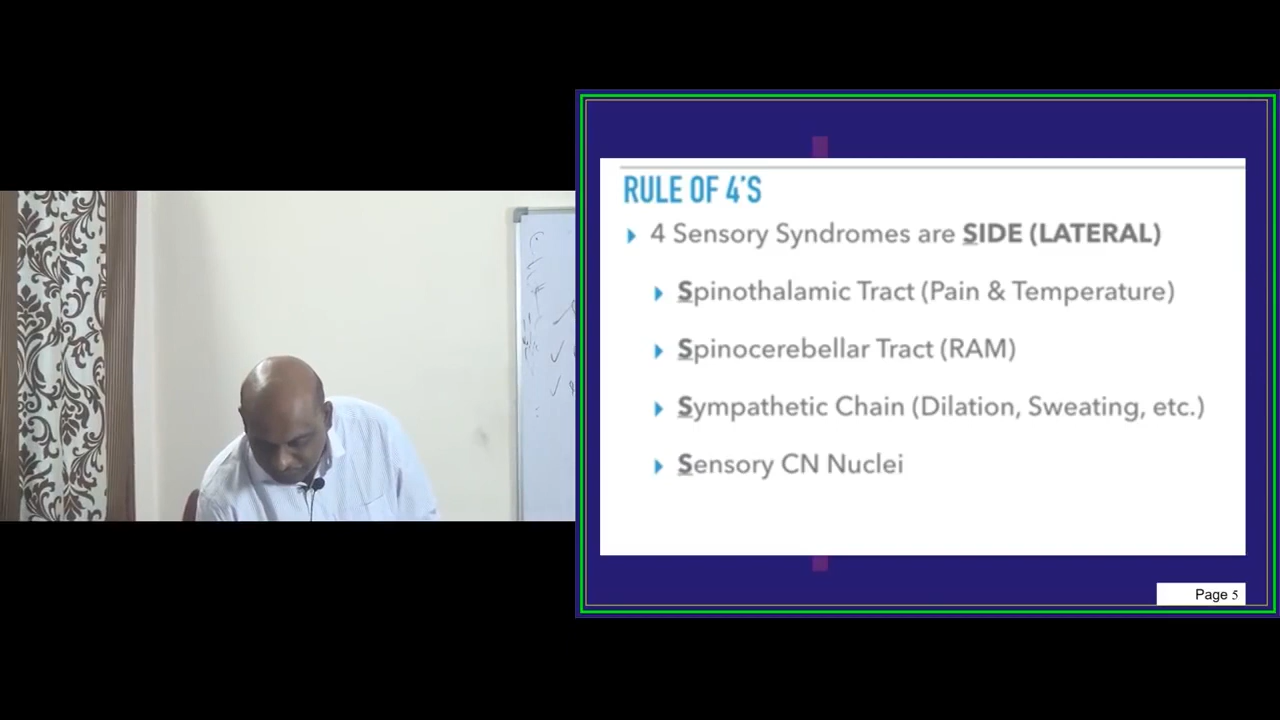 RULE OF 4'S
4 Sensory Syndromes are SIDE (LATERAL)
Spinothalamic Tract (Pain & Temperature)
Spinocerebellar Tract (RAM)
Sympathetic Chain (Dilation, Sweating, etc.)
Sensory CN Nuclei
Page 5